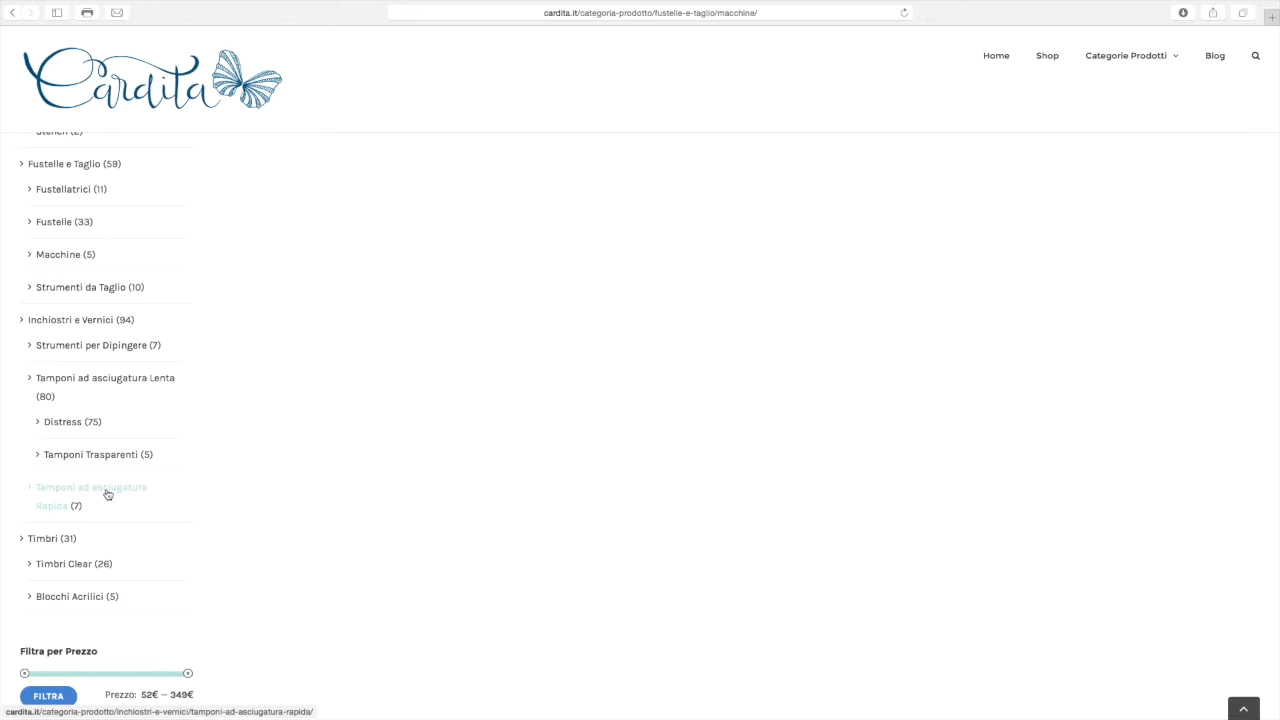 cardita.it/categoria-prodotto/fustelle-e-taglio/macchine/
Cardita
Home Shop Categorie Prodotti Blog
Stencil (2)
Fustelle e Taglio (59)
Fustellatrici (11)
Fustelle (33)
Macchine (5)
Strumenti da Taglio (10)
Inchiostri e Vernici (94)
Strumenti per Dipingere (7)
Tamponi ad asciugatura Lenta
(80)
Distress (75)
Tamponi Trasparenti (5)
Tamponi ad asciugatura
Rapida (7)
Timbri (31)
Timbri Clear (26)
Blocchi Acrilici (5)
Filtra per Prezzo
FILTRA Prezzo: 52€ — 349€
cardita.it/categoria-prodotto/inchiostri-e-vernici/tamponi-ad-asciugatura-rapida/